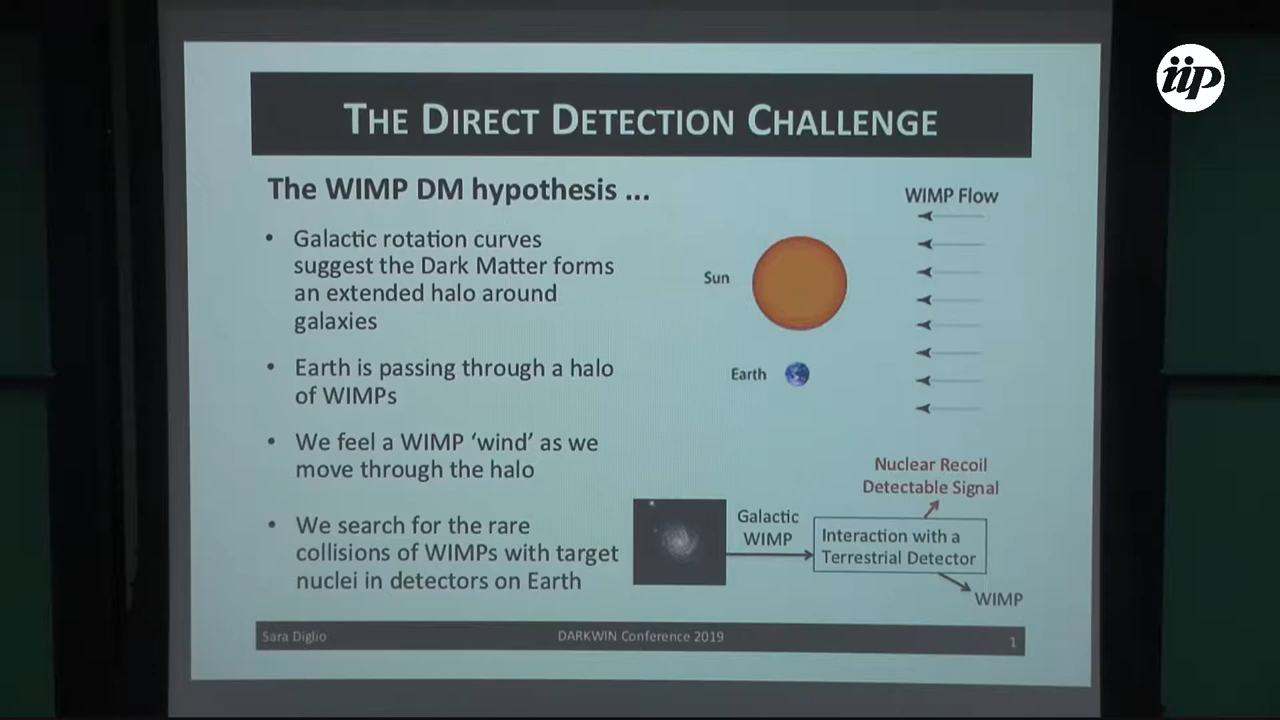 iip
THE DIRECT DETECTION CHALLENGE
The WIMP DM hypothesis ...
• Galactic rotation curves
suggest the Dark Matter forms
an extended halo around
galaxies
• Earth is passing through a halo
of WIMPs
• We feel a WIMP ‘wind’ as we
move through the halo
• We search for the rare
collisions of WIMPs with target
nuclei in detectors on Earth
WIMP Flow
Sun
Earth
Nuclear Recoil
Detectable Signal
Galactic
WIMP
Interaction with a
Terrestrial Detector
WIMP
Sara Diglio
DARKWIN Conference 2019
1